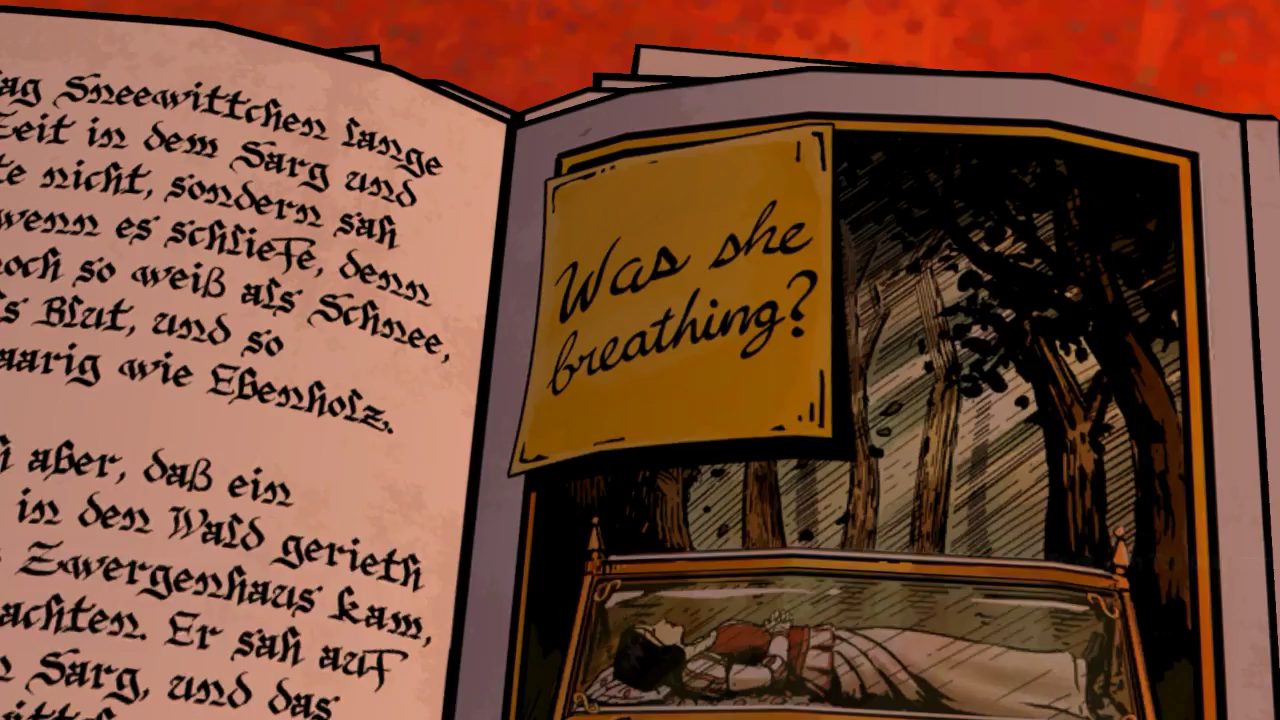 ag Sneewittchen lange
Zeit in dem Sarg und
te nicht, sondern sah
wenn es schliefe, denn
noch so weiß als Schnee,
ls Blut, und so
aarig wie Ebenholz.
h aber, daß ein
in den Wald gerieth
Zwergenhaus kam,
achten. Er sah auf
n Sarg, und das
Was she
breathing?